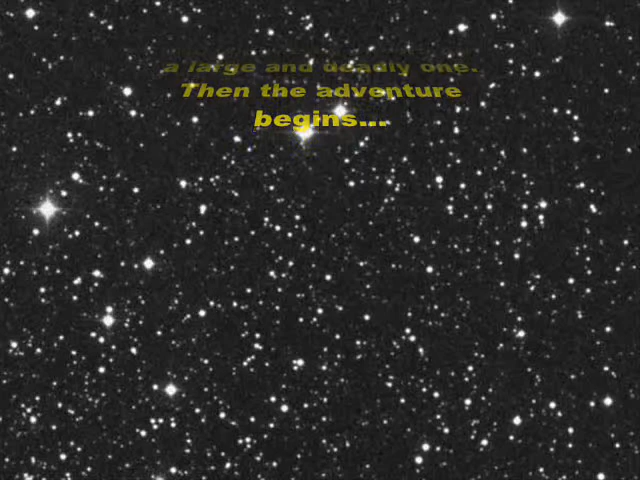 a large and deadly one.
Then the adventure
begins...